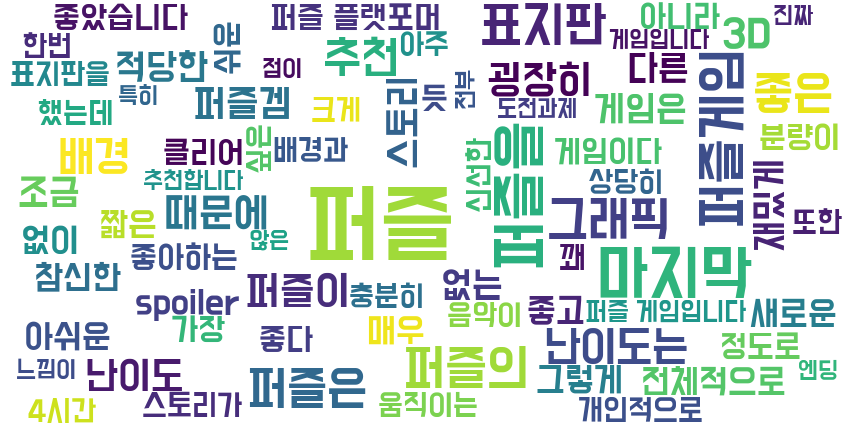 좋았습니다
퍼즐 플랫포머
표지판
아니라
진짜
한번
쉬운
추천
아주
게임입니다
3D
표지판을
적당한
점이
굉장히
다른
했는데
특히
퍼즐겜
크게
스토리
듯
전부
도전과제
게임은
퍼즐게임
좋은
배경
클리어
싶은
배경과
신선한
퍼즐을
게임이다
분량이
조금
추천합니다
상당히
재밌게
짧은
때문에
퍼즐
그래픽
또한
없이
좋아하는
않은
꽤
마지막
참신한
spoiler
퍼즐이
충분히
없는
음악이
좋고
퍼즐 게임입니다
새로운
아쉬운
가장
좋다
매우
난이도는
정도로
느낌이
난이도
퍼즐은
퍼즐의
그렇게
전체적으로
엔딩
4시간
스토리가
움직이는
개인적으로